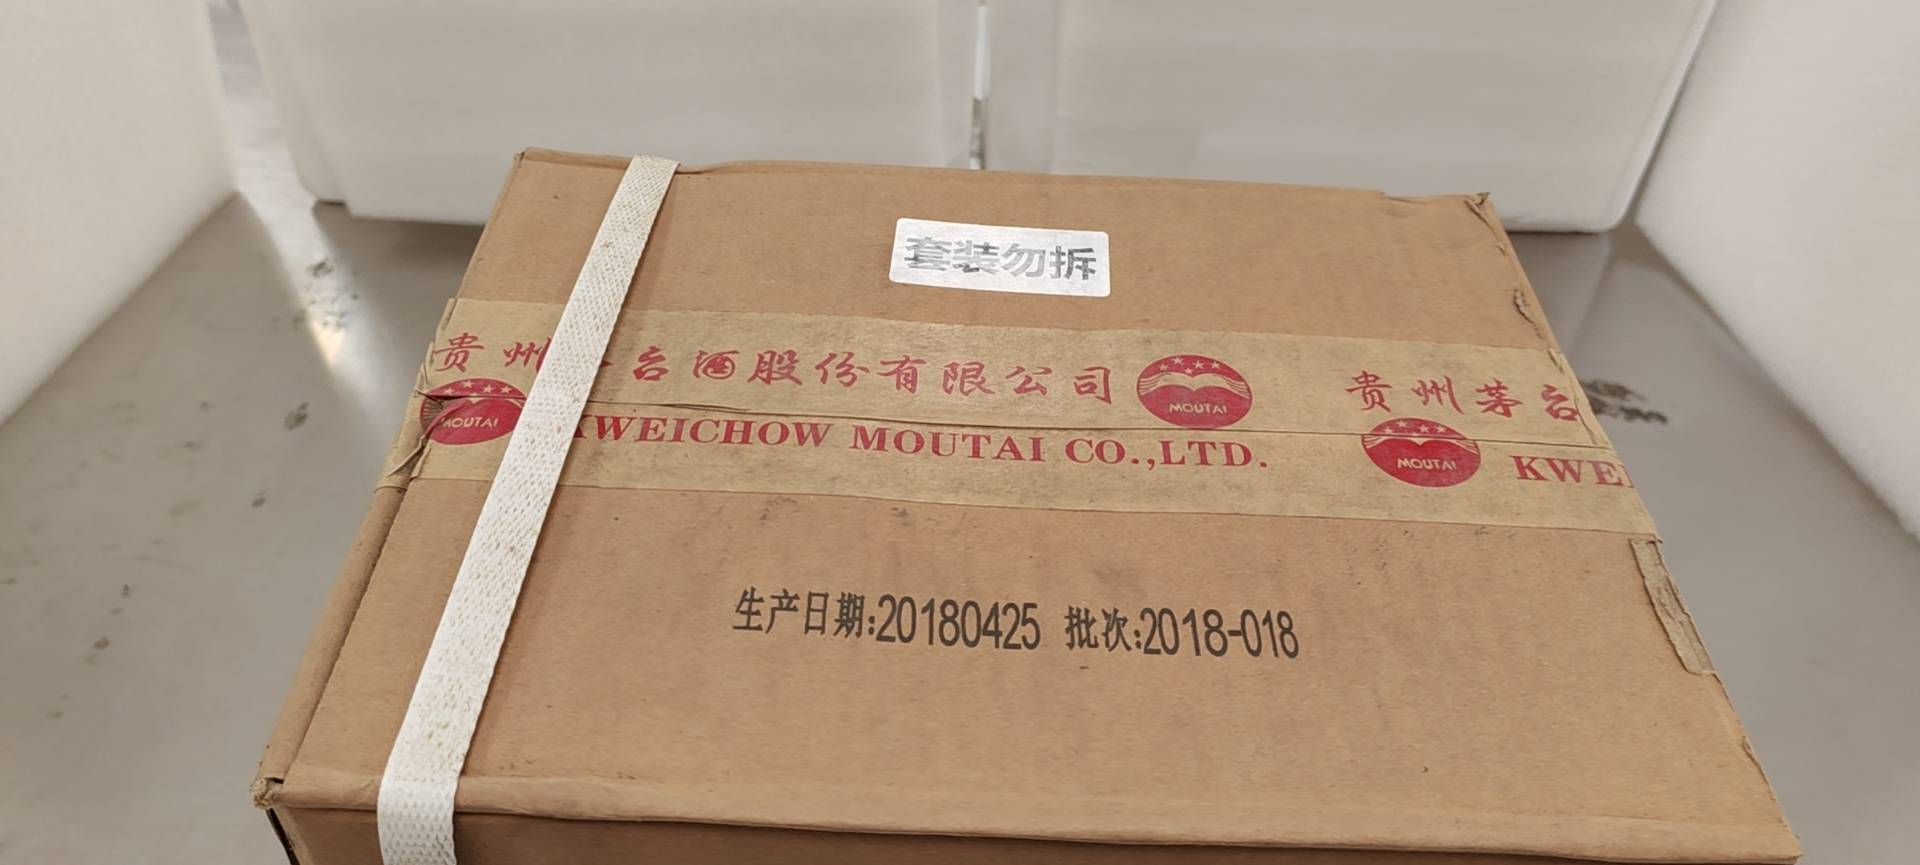 套装勿拆
贵州茅台酒股份有限公司 MOUTAI 贵州茅台
MOUTAI KWEICHOW MOUTAI CO.,LTD. MOUTAI KWEI
生产日期:20180425 批次:2018-018